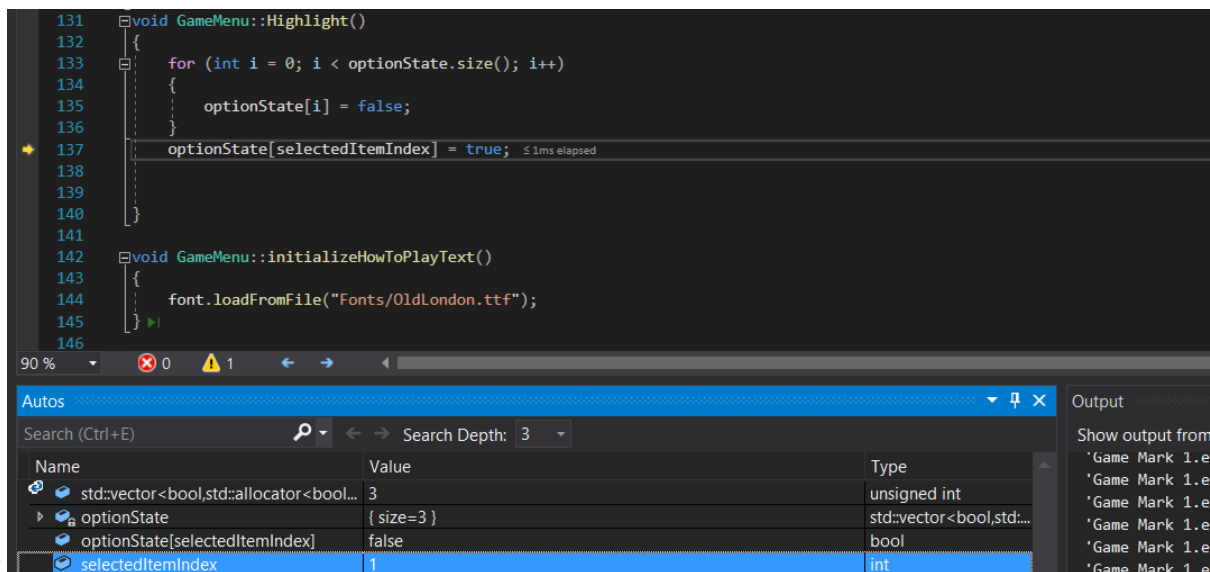 131 void GameMenu::Highlight()
132 {
133 for (int i = 0; i < optionState.size(); i++)
134 {
135 optionState[i] = false;
136 }
137 optionState[selectedItemIndex] = true; ≤1ms elapsed
138
139
140 }
141
142 void GameMenu::initializeHowToPlayText()
143 {
144 font.loadFromFile("Fonts/OldLondon.ttf");
145 }
146
90 % 0 1
Autos Output
Search (Ctrl+E) Search Depth: 3 Show output from
Name Value Type 'Game Mark 1.e
std::vector<bool,std::allocator<bool... 3 unsigned int 'Game Mark 1.e
optionState { size=3 } std::vector<bool,std:... 'Game Mark 1.e
'Game Mark 1.e
optionState[selectedItemIndex] false bool 'Game Mark 1.e
selectedItemIndex 1 int 'Game Mark 1.e